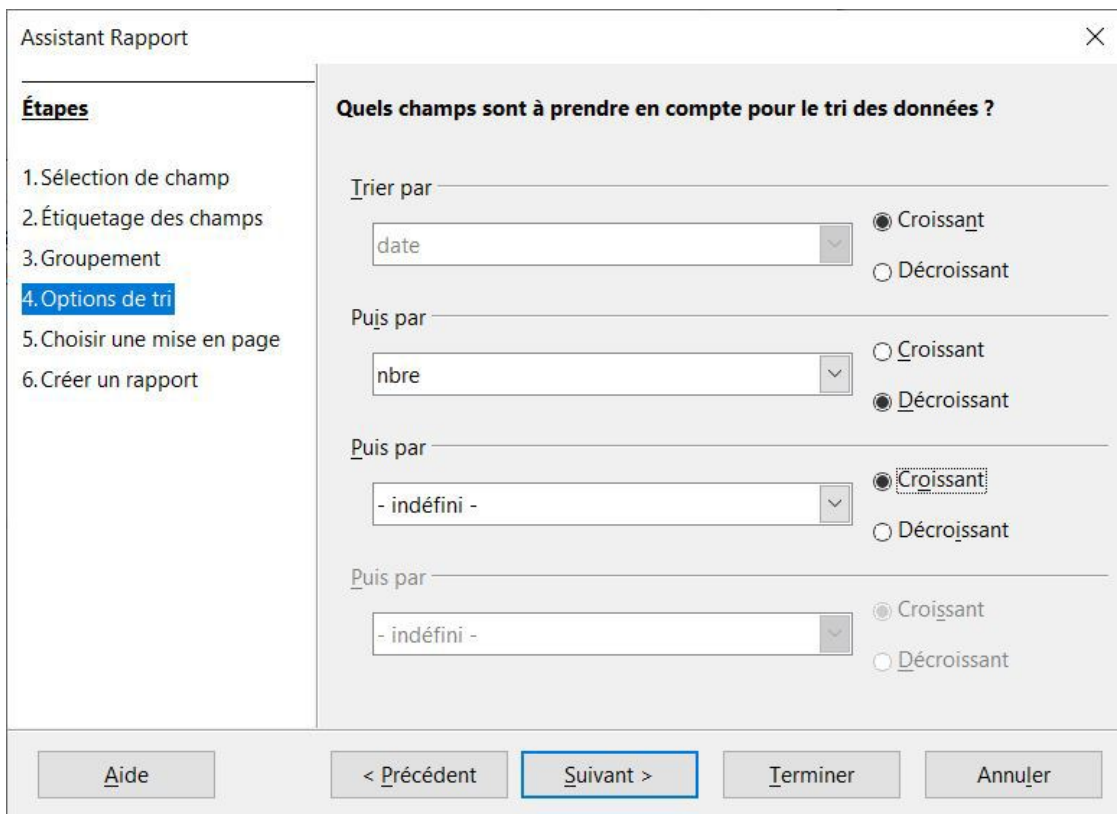 Assistant Rapport
Étapes
1. Sélection de champ
2. Étiquetage des champs
3. Groupement
4. Options de tri
5. Choisir une mise en page
6. Créer un rapport
Quels champs sont à prendre en compte pour le tri des données ?
Trier par
date
Croissant
Décroissant
Puis par
nbre
Croissant
Décroissant
Puis par
- indéfini -
Croissant
Décroissant
Puis par
- indéfini -
Croissant
Décroissant
Aide
< Précédent
Suivant >
Terminer
Annuler